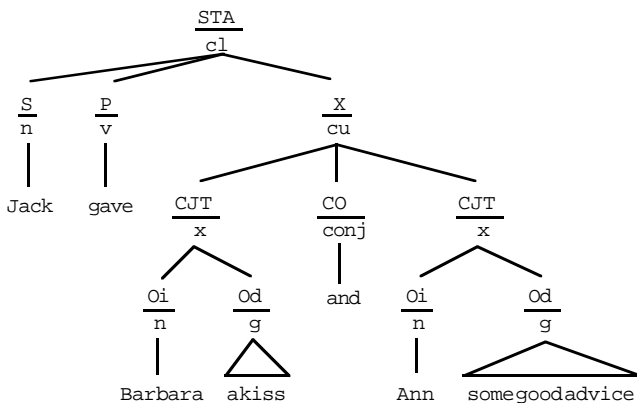 STA
cl
S P X
n v cu
Jack gave CJT CO CJT
x conj x
Oi Od and Oi Od
n g n g
Barbara akiss Ann somegoodadvice